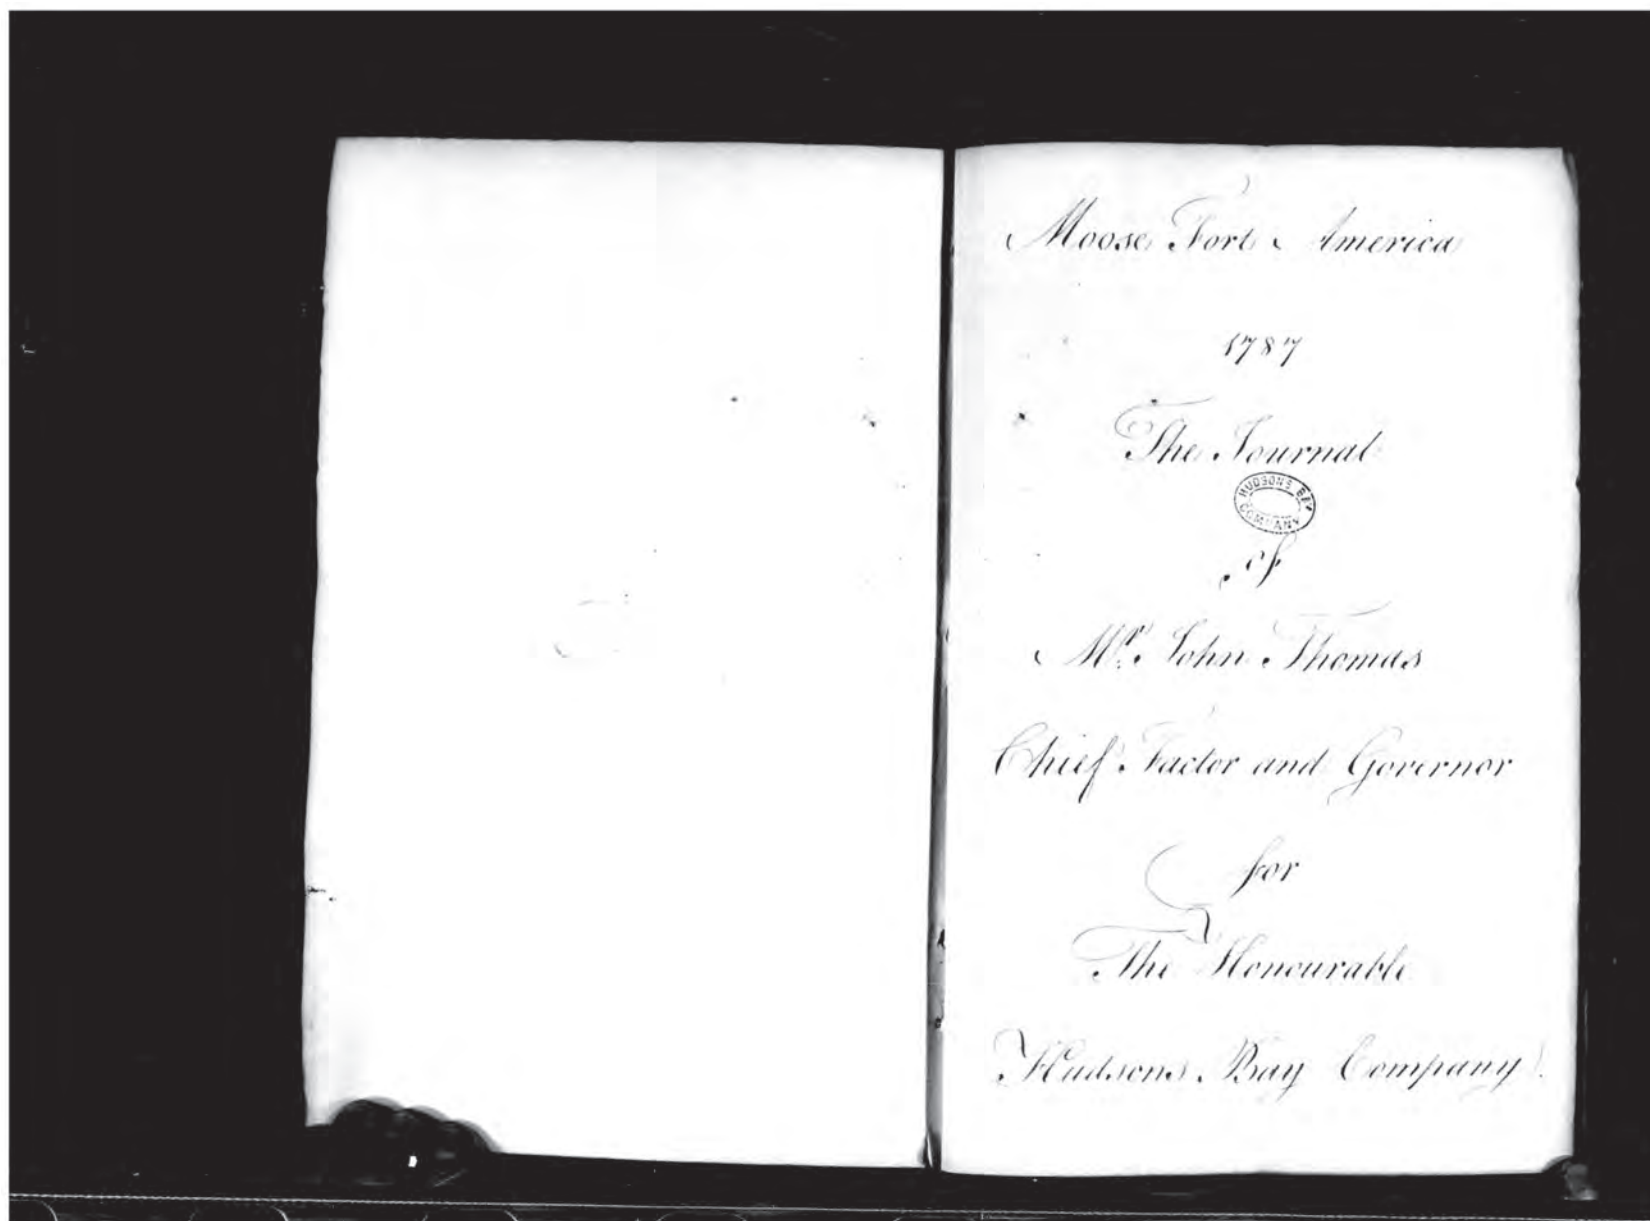 Moose Fort America
1787
The Journal
HUDSON'S BAY
COMPANY
of
Mr. John Thomas
Chief Factor and Governor
for
The Honourable
Hudsons Bay Company